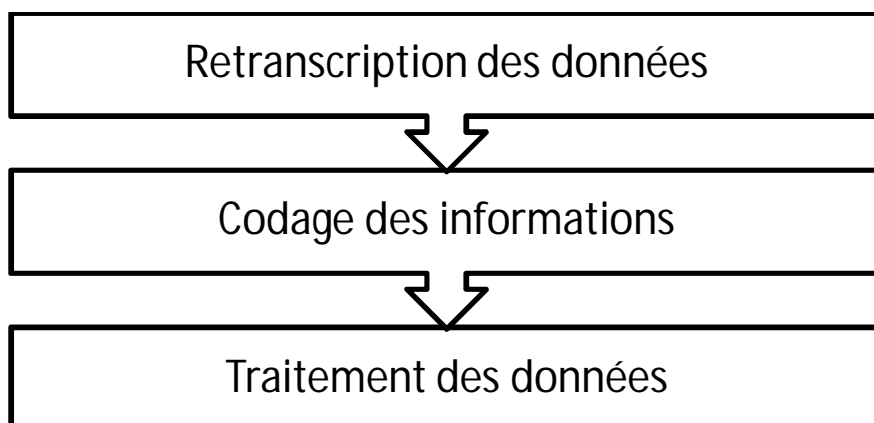 Retranscription des données
Codage des informations
Traitement des données